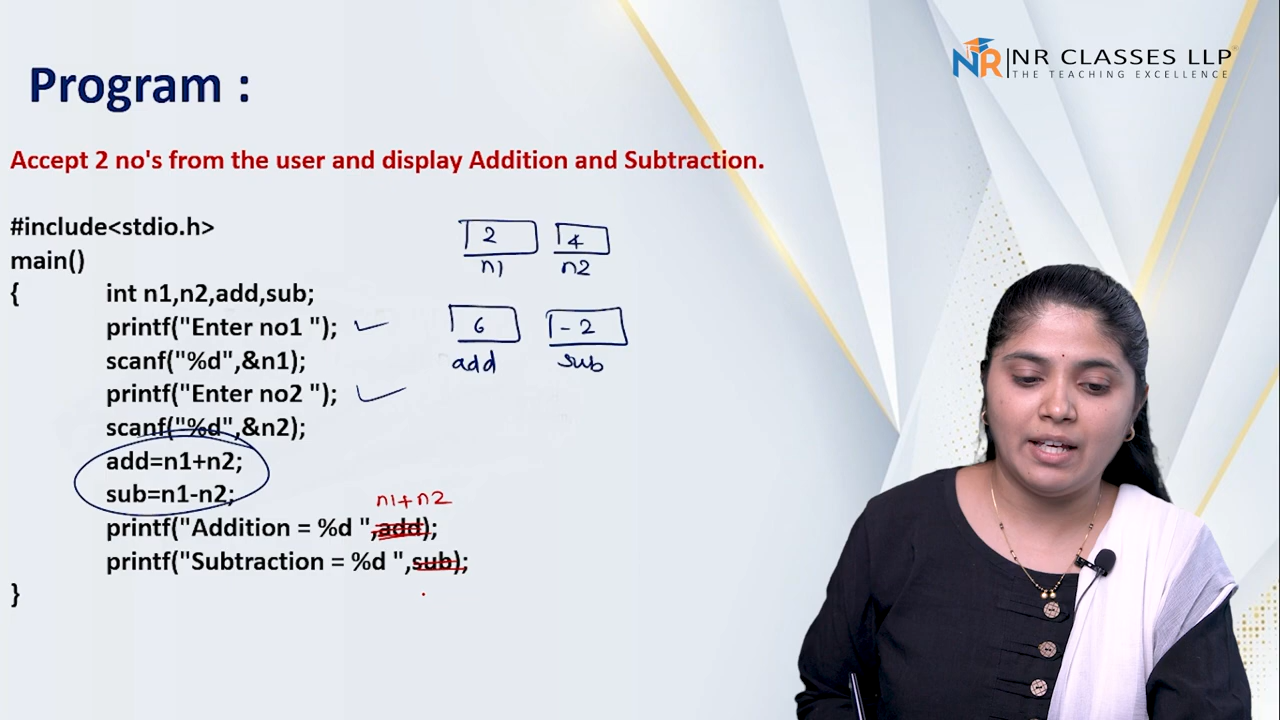 NR NR CLASSES LLP
THE TEACHING EXCELLENCE
Program :
Accept 2 no's from the user and display Addition and Subtraction.
#include<stdio.h>
main()
{ int n1,n2,add,sub;
printf("Enter no1 ");
scanf("%d",&n1);
printf("Enter no2 ");
scanf("%d",&n2);
add=n1+n2;
sub=n1-n2;
printf("Addition = %d ",add);
printf("Subtraction = %d ",sub);
}
2 4
n1 n2
6 -2
add sub
n1+n2